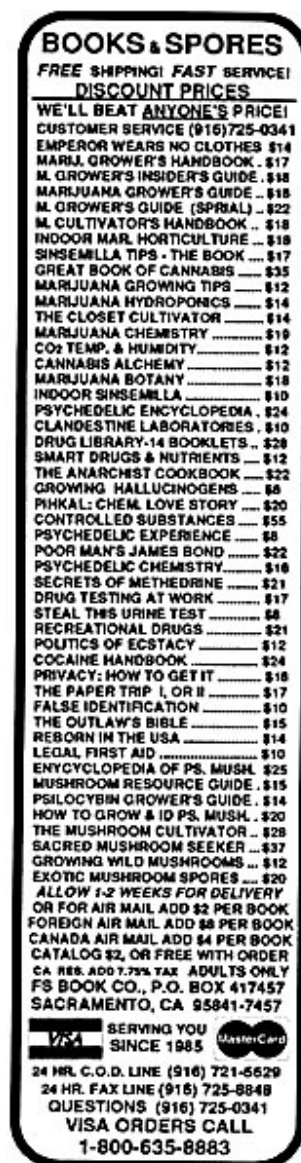 BOOKS & SPORES
FREE SHIPPING! FAST SERVICE!
DISCOUNT PRICES
WE'LL BEAT ANYONE'S PRICE!
CUSTOMER SERVICE (916)725-0341
EMPEROR WEARS NO CLOTHES $14
MARIJ. GROWER'S HANDBOOK . $17
M. GROWER'S INSIDER'S GUIDE . $18
MARIJUANA GROWER'S GUIDE .. $18
M. GROWER'S GUIDE (SPRIAL) .. $22
M. CULTIVATOR'S HANDBOOK .. $18
INDOOR MAR. HORTICULTURE ... $18
SINSEMILLA TIPS - THE BOOK .... $17
GREAT BOOK OF CANNABIS ...... $35
MARIJUANA GROWING TIPS ...... $12
MARIJUANA HYDROPONICS ....... $14
THE CLOSET CULTIVATOR .......... $14
MARIJUANA CHEMISTRY ............ $19
CO2 TEMP. & HUMIDITY .............. $12
CANNABIS ALCHEMY ................. $12
MARIJUANA BOTANY ................. $18
INDOOR SINSEMILLA ................ $10
PSYCHEDELIC ENCYCLOPEDIA . $24
CLANDESTINE LABORATORIES . $10
DRUG LIBRARY-14 BOOKLETS .. $28
SMART DRUGS & NUTRIENTS .... $12
THE ANARCHIST COOKBOOK .... $22
GROWING HALLUCINOGENS ..... $6
PIHKAL: CHEM. LOVE STORY .... $20
CONTROLLED SUBSTANCES ..... $55
PSYCHEDELIC EXPERIENCE ...... $8
POOR MAN'S JAMES BOND ....... $22
PSYCHEDELIC CHEMISTRY ........ $16
SECRETS OF METHEDRINE ....... $21
DRUG TESTING AT WORK .......... $17
STEAL THIS URINE TEST ............ $8
RECREATIONAL DRUGS ............ $21
POLITICS OF ECSTACY ............. $12
COCAINE HANDBOOK ............... $24
PRIVACY: HOW TO GET IT .......... $18
THE PAPER TRIP I, OR II ........... $17
FALSE IDENTIFICATION ............. $10
THE OUTLAW'S BIBLE ................ $15
REBORN IN THE USA ................. $14
LEGAL FIRST AID ...................... $10
ENYCYCLOPEDIA OF PS. MUSH. $25
MUSHROOM RESOURCE GUIDE . $15
PSILOCYBIN GROWER'S GUIDE . $14
HOW TO GROW & ID PS. MUSH. . $20
THE MUSHROOM CULTIVATOR .. $28
SACRED MUSHROOM SEEKER ... $37
GROWING WILD MUSHROOMS ... $12
EXOTIC MUSHROOM SPORES .... $20
ALLOW 1-2 WEEKS FOR DELIVERY
OR FOR AIR MAIL ADD $2 PER BOOK
FOREIGN AIR MAIL ADD $8 PER BOOK
CANADA AIR MAIL ADD $4 PER BOOK
CATALOG $2, OR FREE WITH ORDER
CA RES. ADD 7.75% TAX ADULTS ONLY
FS BOOK CO., P.O. BOX 417457
SACRAMENTO, CA 95841-7457
VISA SERVING YOU SINCE 1985 MasterCard
24 HR. C.O.D. LINE (916) 721-5529
24 HR. FAX LINE (916) 725-8848
QUESTIONS (916) 725-0341
VISA ORDERS CALL
1-800-635-8883